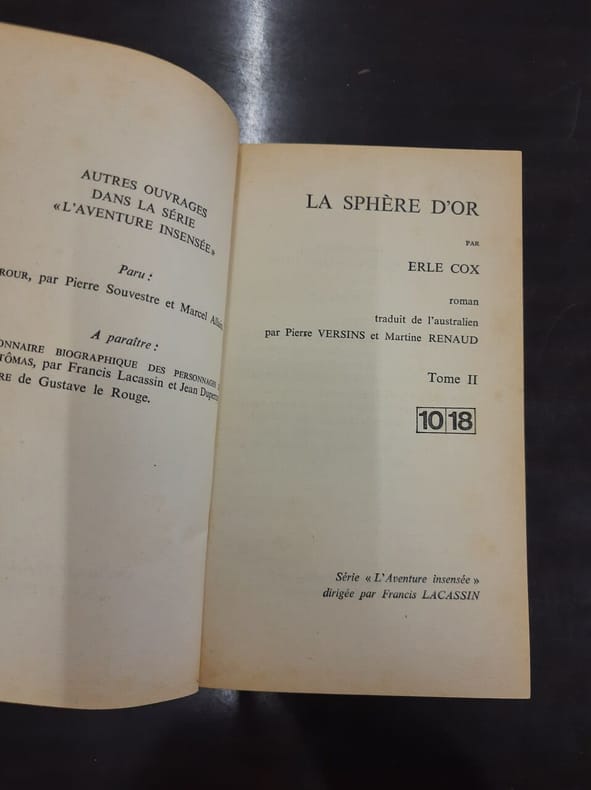 AUTRES OUVRAGES
DANS LA SÉRIE
« L'AVENTURE INSENSÉE »
Paru :
par Pierre Souvestre et Marcel
A paraître :
BIOGRAPHIQUE DES PERSONNAGES
par Francis Lacassin et Jean
de Gustave le Rouge.
LA SPHÈRE D'OR
PAR
ERLE COX
roman
traduit de l'australien
par Pierre VERSINS et Martine RENAUD
Tome II
10 18
Série « L'Aventure insensée »
dirigée par Francis LACASSIN